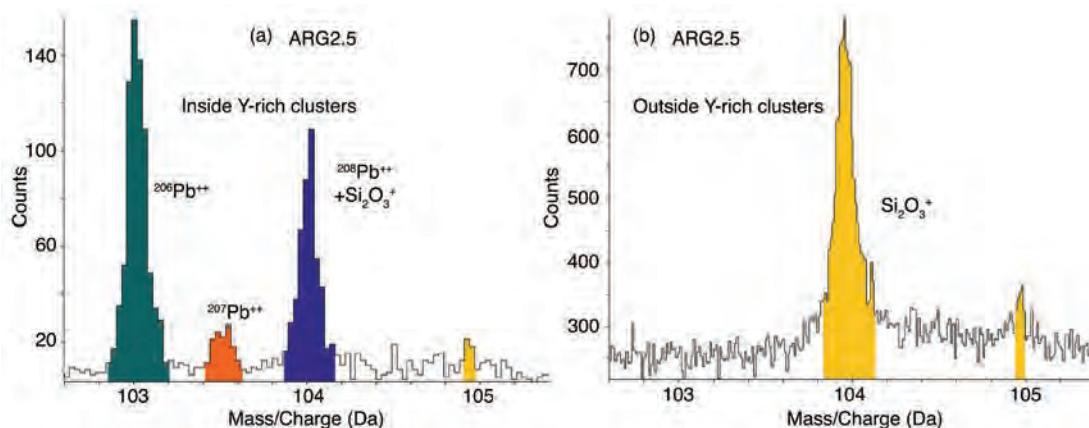 (a) ARG2.5
Inside Y-rich clusters
²⁰⁶Pb⁺⁺
²⁰⁷Pb⁺⁺
²⁰⁸Pb⁺⁺
+Si₂O₃⁺
Counts
140
100
60
20
103
104
105
Mass/Charge (Da)
(b) ARG2.5
Outside Y-rich clusters
Si₂O₃⁺
Counts
700
600
500
400
300
103
104
105
Mass/Charge (Da)